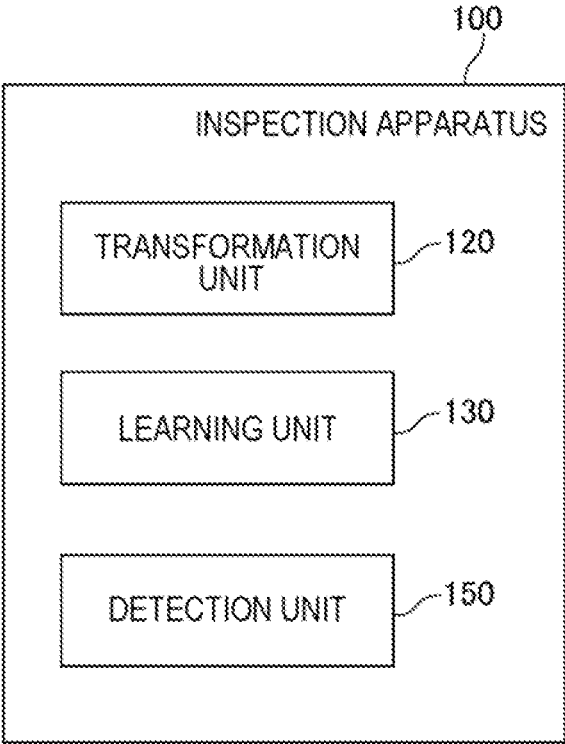 100
INSPECTION APPARATUS
TRANSFORMATION
UNIT
120
LEARNING UNIT
130
DETECTION UNIT
150